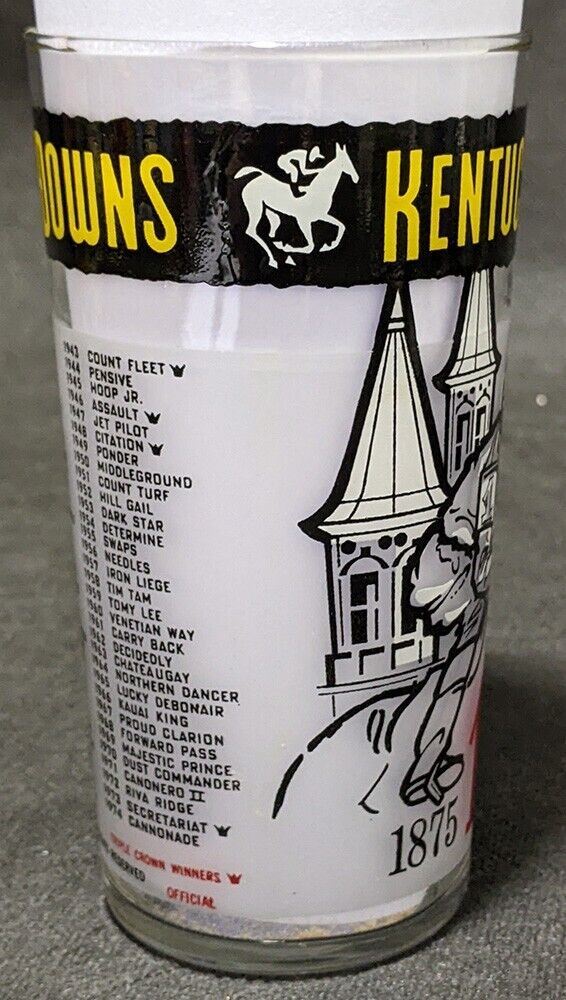 DOWNS KENTUC
1943 COUNT FLEET
1944 PENSIVE
1945 HOOP JR.
1946 ASSAULT
1947 JET PILOT
1948 CITATION
1949 PONDER
1950 MIDDLEGROUND
1951 COUNT TURF
1952 HILL GAIL
1953 DARK STAR
1954 DETERMINE
1955 SWAPS
1956 NEEDLES
1957 IRON LIEGE
1958 TIM TAM
1959 TOMY LEE
1960 VENETIAN WAY
1961 CARRY BACK
1962 DECIDEDLY
1963 CHATEAUGAY
1964 NORTHERN DANCER
1965 LUCKY DEBONAIR
1966 KAUAI KING
1967 PROUD CLARION
1968 FORWARD PASS
1969 MAJESTIC PRINCE
1970 DUST COMMANDER
1971 CANONERO II
1972 RIVA RIDGE
1973 SECRETARIAT
1974 CANNONADE
TRIPLE CROWN WINNERS
RESERVED
OFFICIAL
1875